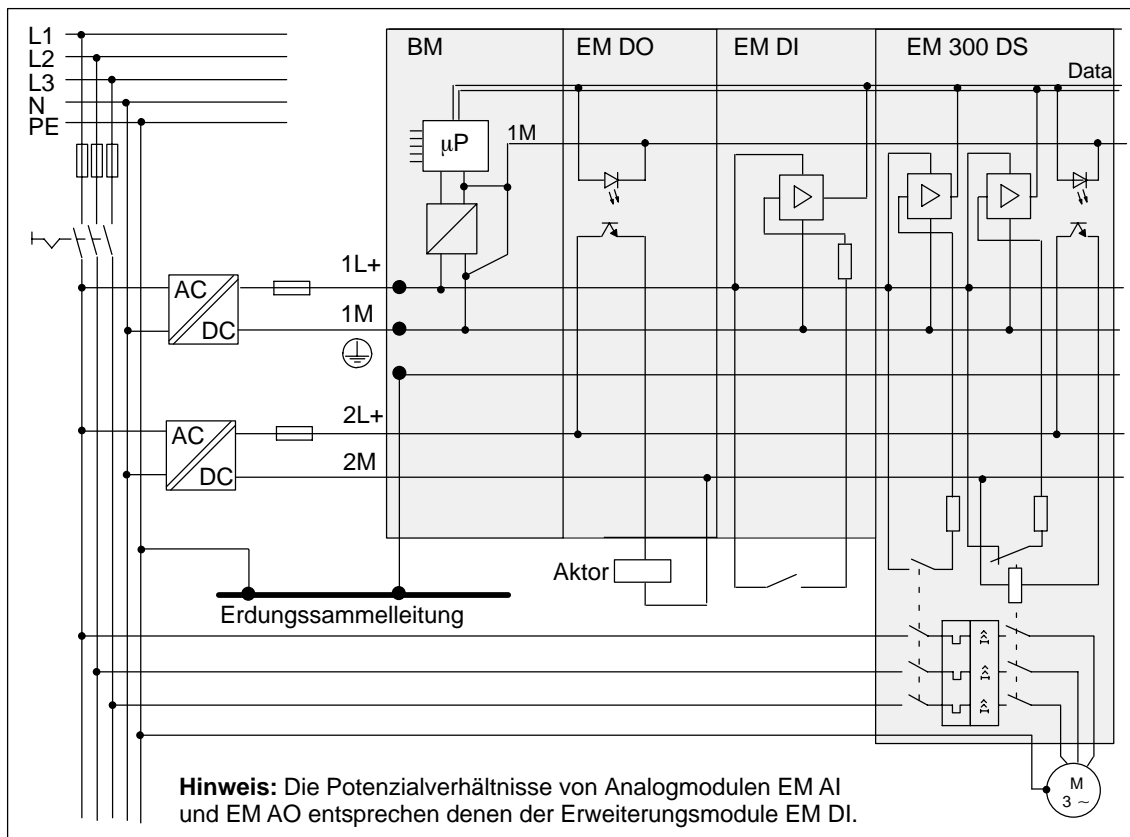 L1
L2
L3
N
PE
BM
EM DO
EM DI
EM 300 DS
Data
μP
1M
AC
DC
1L+
1M
AC
DC
2L+
2M
Aktor
Erdungssammelleitung
M
3 ~
Hinweis: Die Potenzialverhältnisse von Analogmodulen EM AI
und EM AO entsprechen denen der Erweiterungsmodule EM DI.